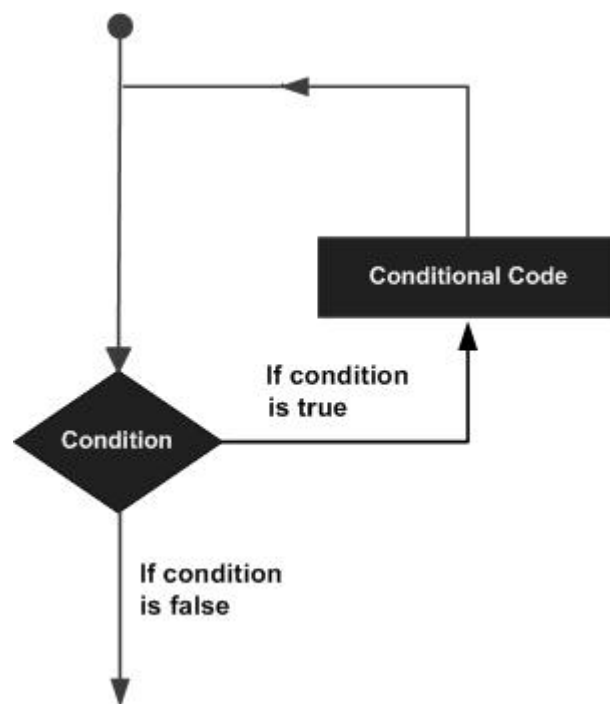 Conditional Code
If condition
is true
Condition
If condition
is false